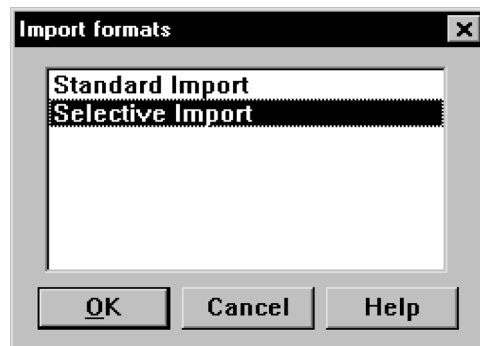 Import formats
Standard Import
Selective Import
OK Cancel Help